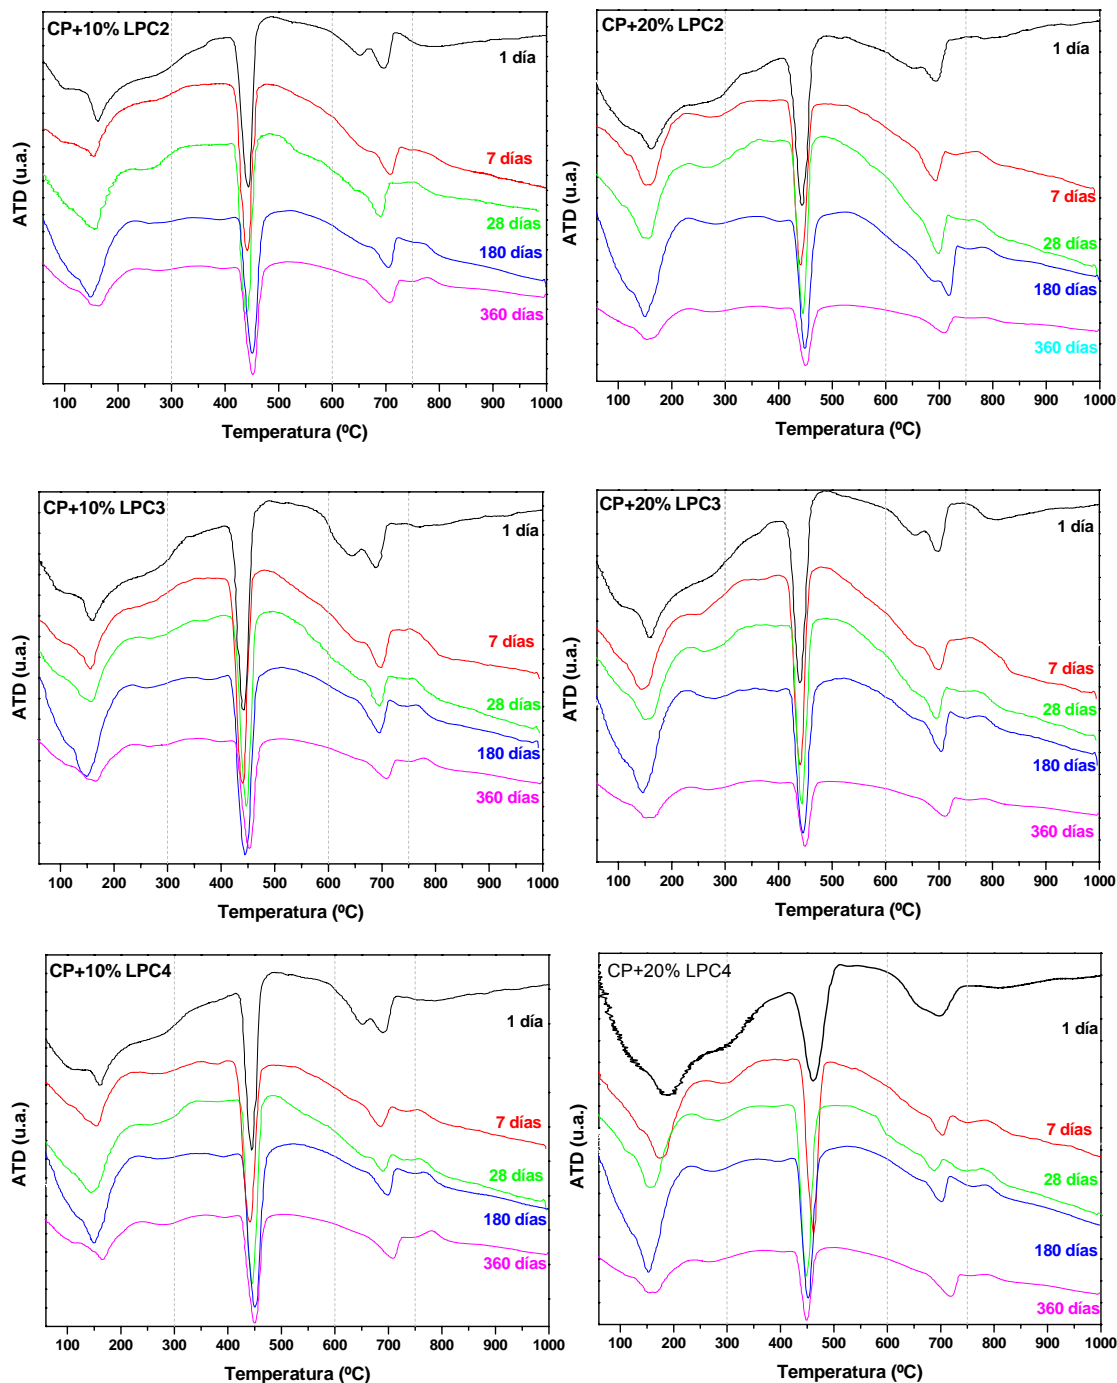 CP+10% LPC2
1 día
7 días
28 días
180 días
360 días
ATD (u.a.)
100 200 300 400 500 600 700 800 900 1000
Temperatura (ºC)
CP+20% LPC2
1 día
7 días
28 días
180 días
360 días
ATD (u.a.)
100 200 300 400 500 600 700 800 900 1000
Temperatura (ºC)
CP+10% LPC3
1 día
7 días
28 días
180 días
360 días
ATD (u.a.)
100 200 300 400 500 600 700 800 900 1000
Temperatura (ºC)
CP+20% LPC3
1 día
7 días
28 días
180 días
360 días
ATD (u.a.)
100 200 300 400 500 600 700 800 900 1000
Temperatura (ºC)
CP+10% LPC4
1 día
7 días
28 días
180 días
360 días
ATD (u.a.)
100 200 300 400 500 600 700 800 900 1000
Temperatura (ºC)
CP+20% LPC4
1 día
7 días
28 días
180 días
360 días
ATD (u.a.)
100 200 300 400 500 600 700 800 900 1000
Temperatura (ºC)